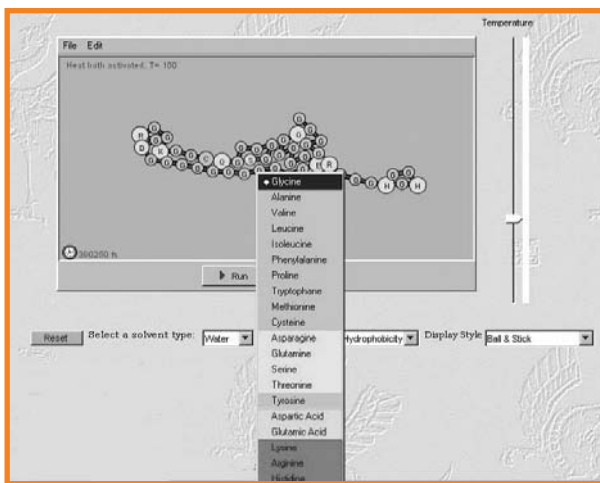 Temperature
File Edit
Heat bath activated. T= 100
Run
Glycine
Alanine
Valine
Leucine
Isoleucine
Phenylalanine
Proline
Tryptophane
Methionine
Cysteine
Asparagine
Glutamine
Serine
Threonine
Tyrosine
Aspartic Acid
Glutamic Acid
Lysine
Arginine
Histidine
Reset Select a solvent type: Water Hydrophobicity Display Style Ball & Stick